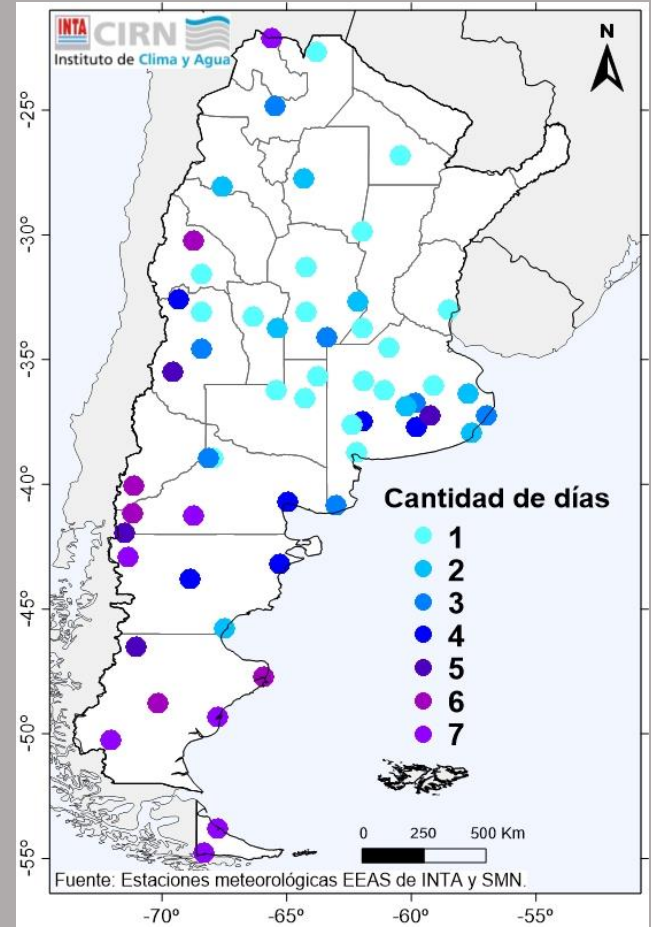 INTA CIRN
Instituto de Clima y Agua
N
-25°
-30°
-35°
-40°
-45°
-50°
-55°
Cantidad de días
1
2
3
4
5
6
7
0 250 500 Km
Fuente: Estaciones meteorológicas EEAS de INTA y SMN.
-70° -65° -60° -55°